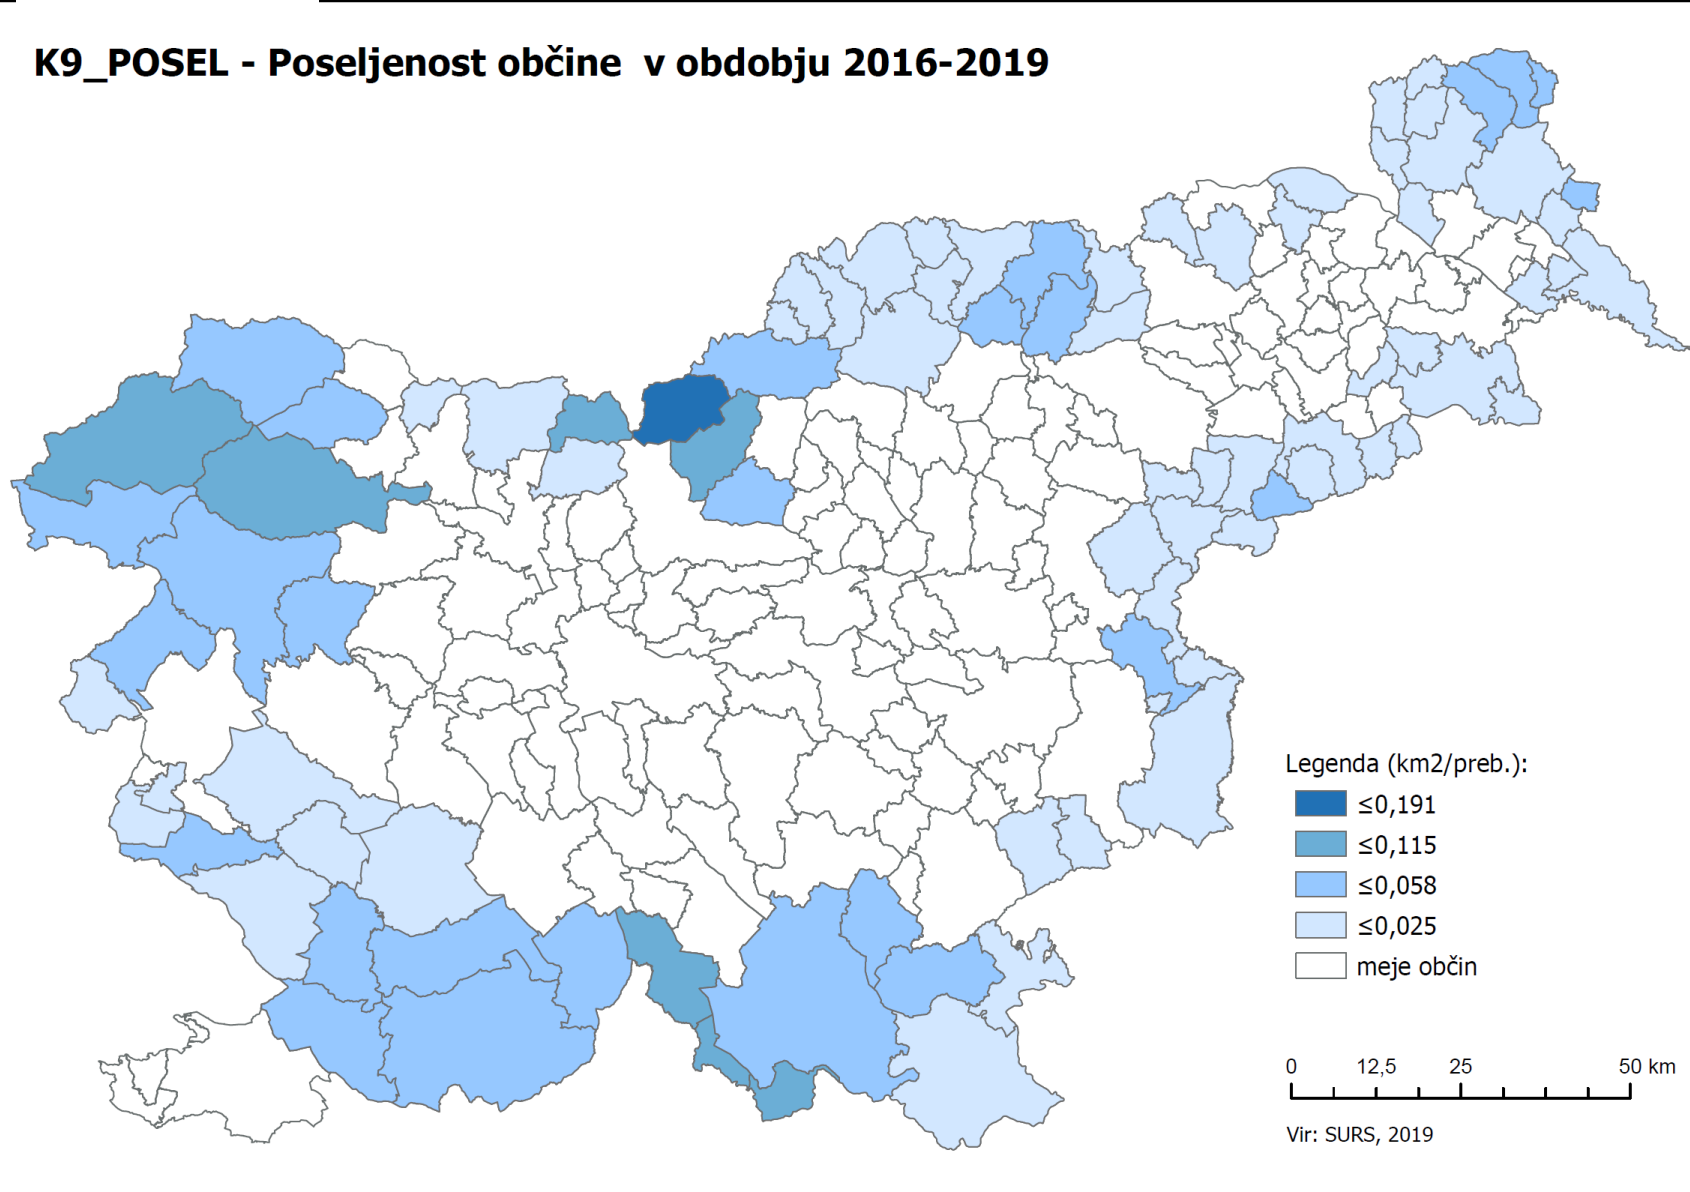 K9_POSEL - Poseljenost občine v obdobju 2016-2019
Legenda (km2/preb.):
≤0,191
≤0,115
≤0,058
≤0,025
meje občin
0 12,5 25 50 km
Vir: SURS, 2019